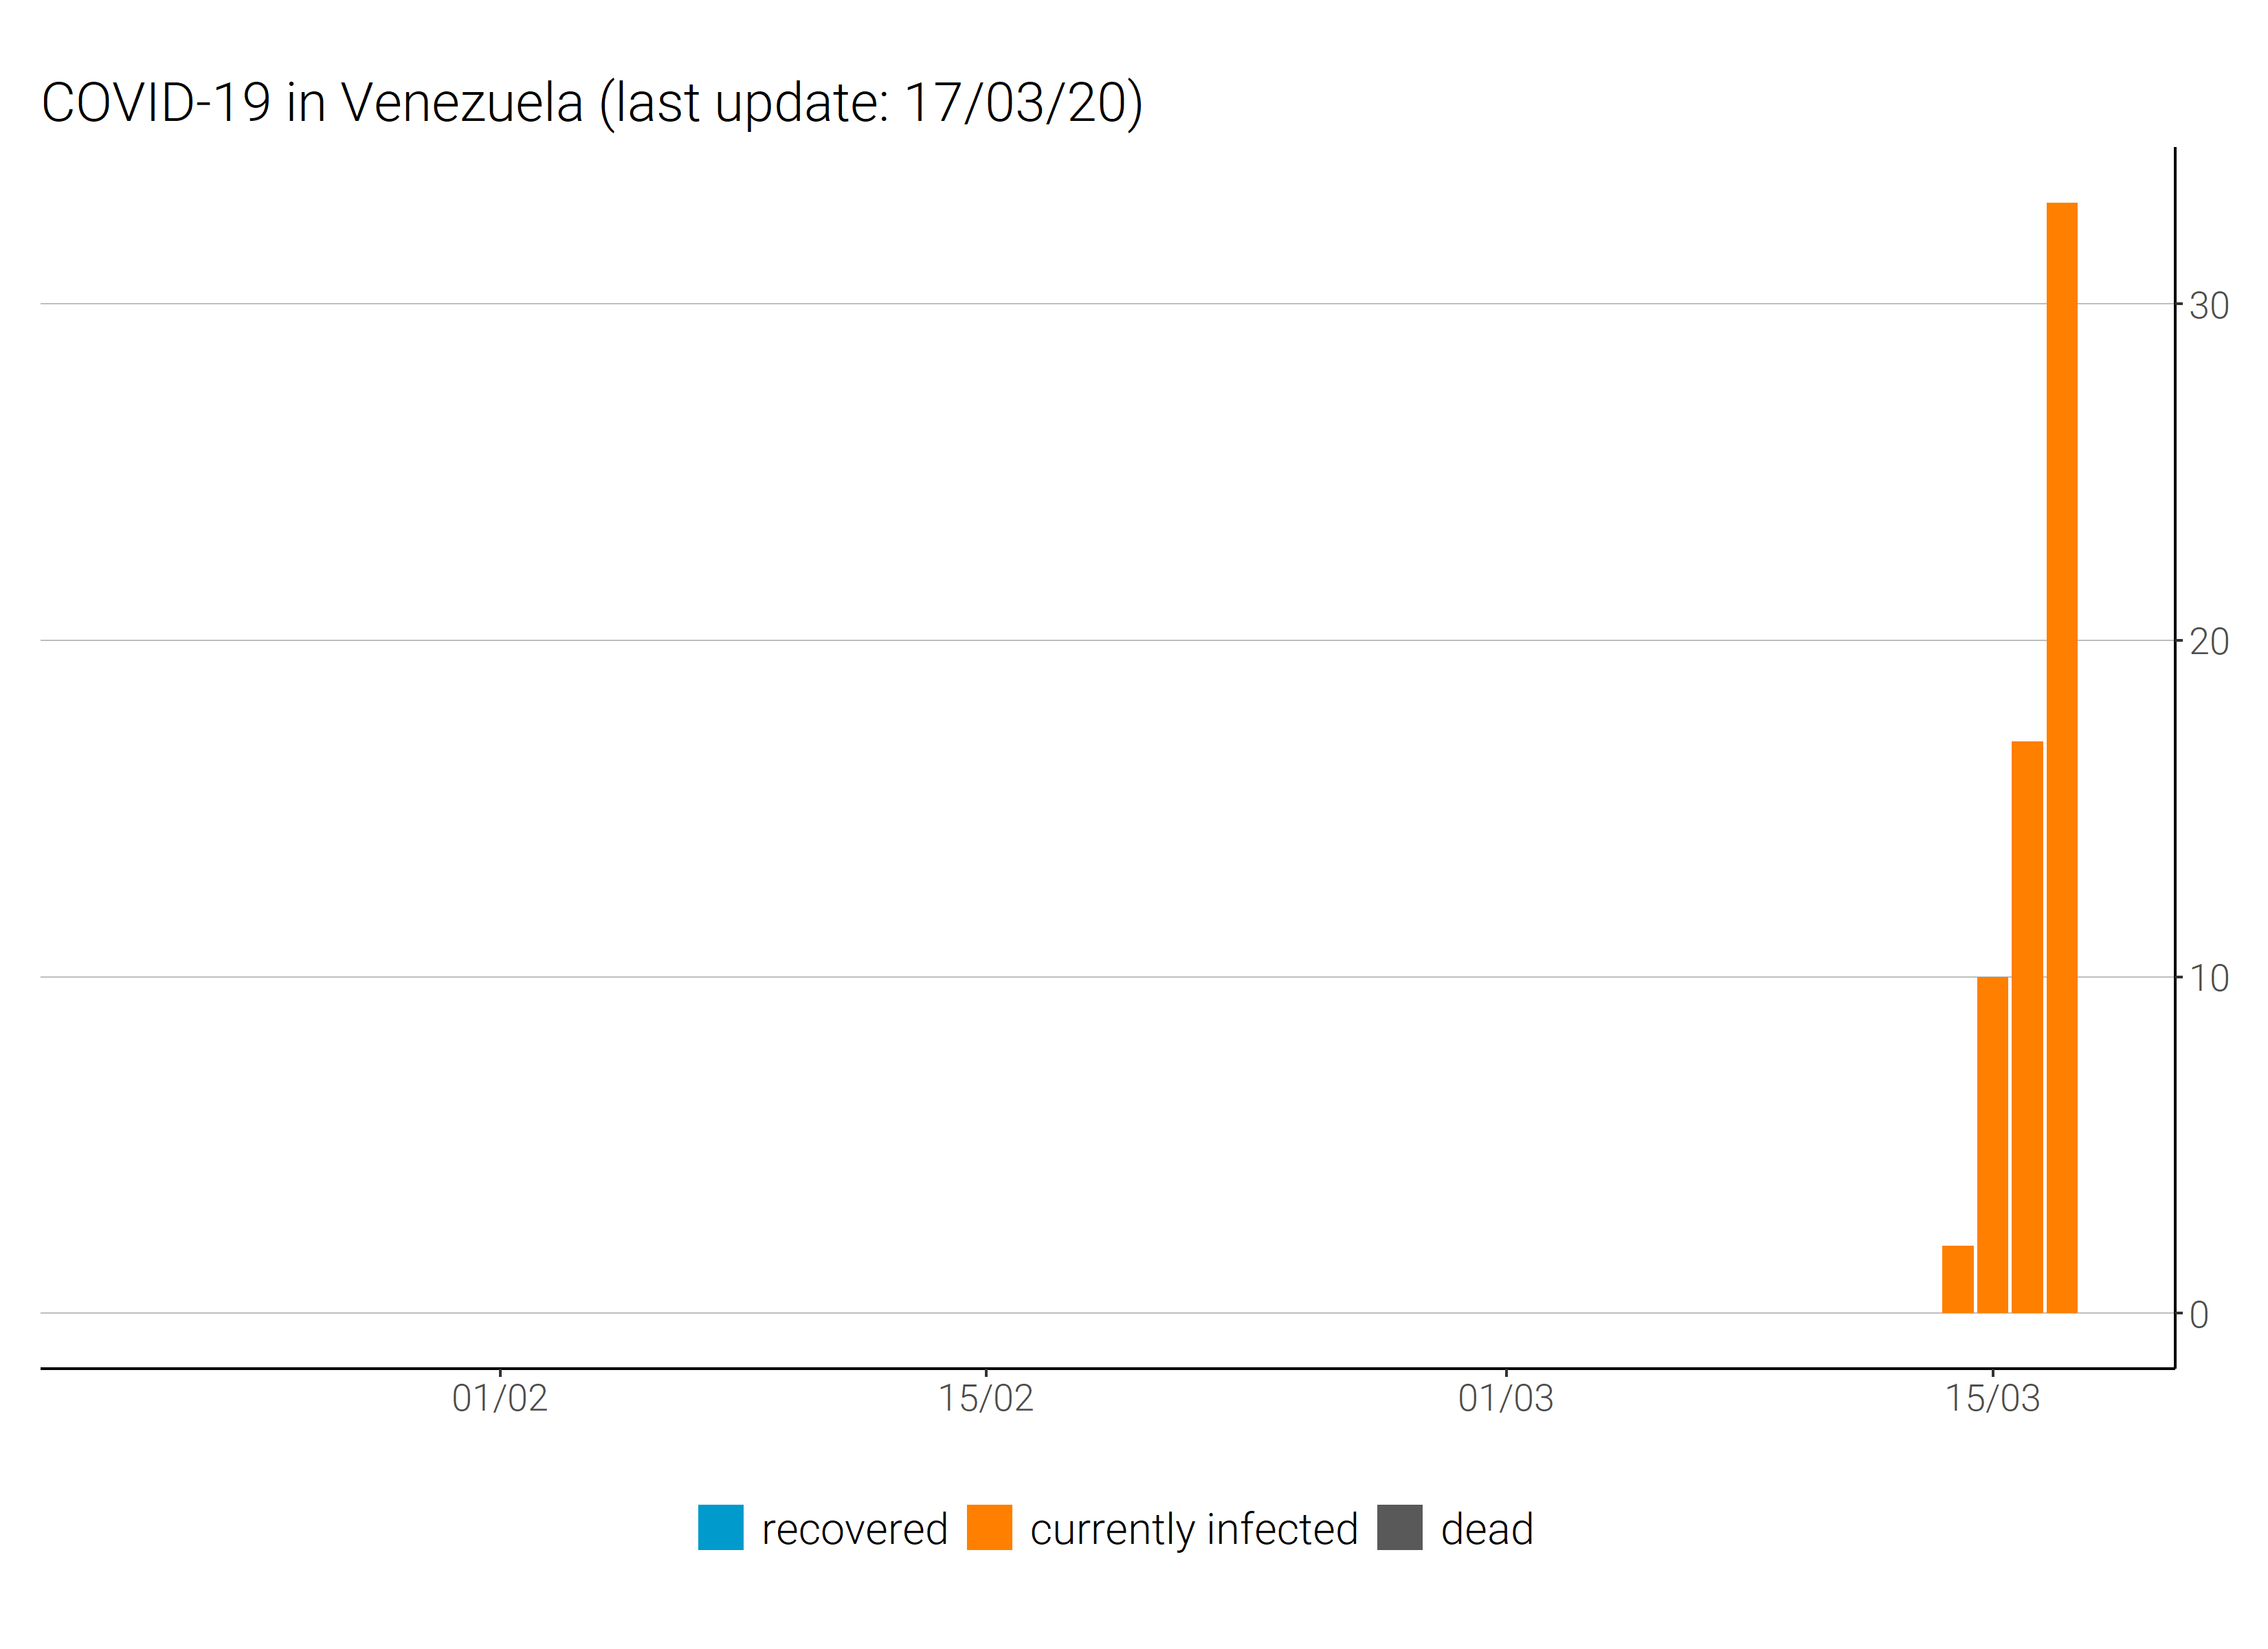 COVID-19 in Venezuela (last update: 17/03/20)
30
20
10
0
01/02 15/02 01/03 15/03
recovered currently infected dead